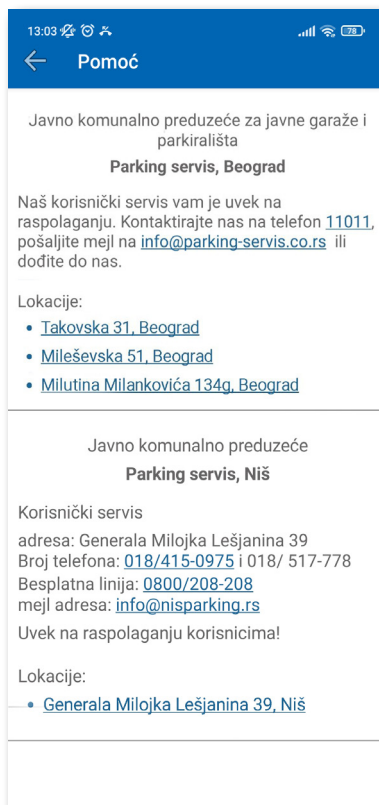 13:03
78
Pomoć
Javno komunalno preduzeće za javne garaže i
parkirališta
Parking servis, Beograd
Naš korisnički servis vam je uvek na
raspolaganju. Kontaktirajte nas na telefon 11011,
pošaljite mejl na info@parking-servis.co.rs ili
dođite do nas.
Lokacije:
• Takovska 31, Beograd
• Mileševska 51, Beograd
• Milutina Milankovića 134g, Beograd
Javno komunalno preduzeće
Parking servis, Niš
Korisnički servis
adresa: Generala Milojka Lešjanina 39
Broj telefona: 018/415-0975 i 018/ 517-778
Besplatna linija: 0800/208-208
mejl adresa: info@nisparking.rs
Uvek na raspolaganju korisnicima!
Lokacije:
• Generala Milojka Lešjanina 39, Niš